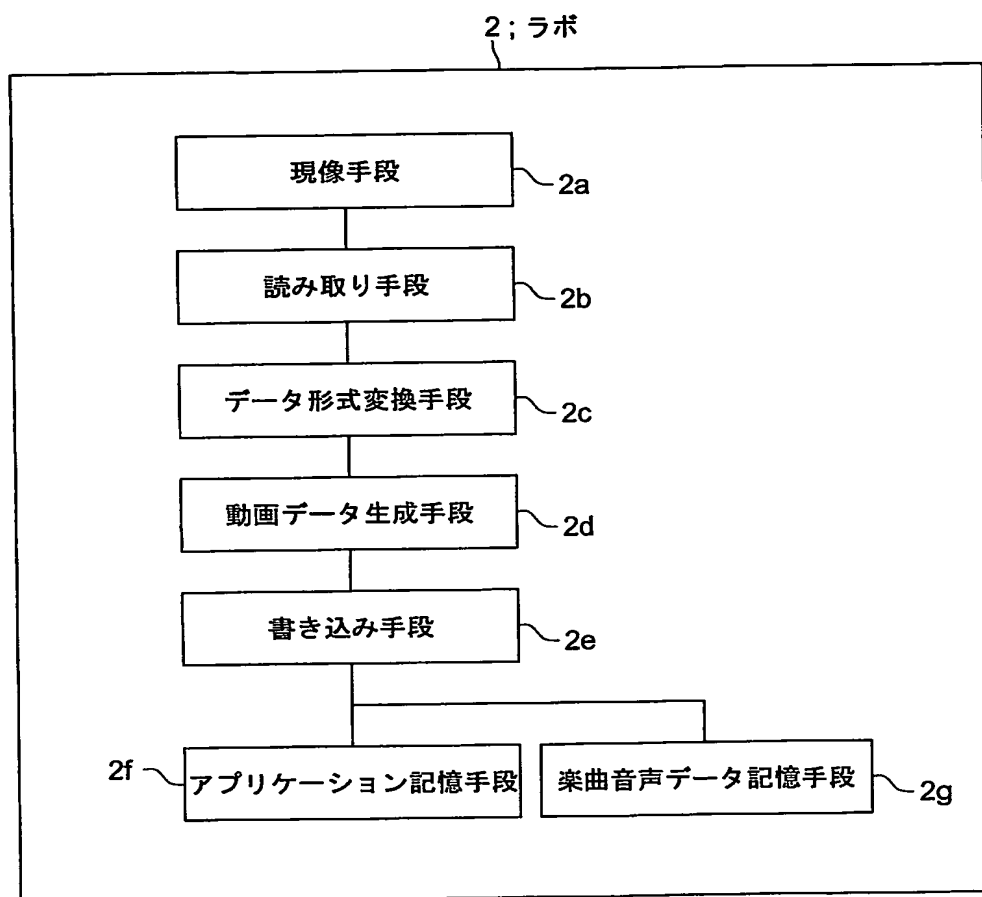 2 ; ラボ
現像手段
2a
読み取り手段
2b
データ形式変換手段
2c
動画データ生成手段
2d
書き込み手段
2e
2f
アプリケーション記憶手段
楽曲音声データ記憶手段
2g